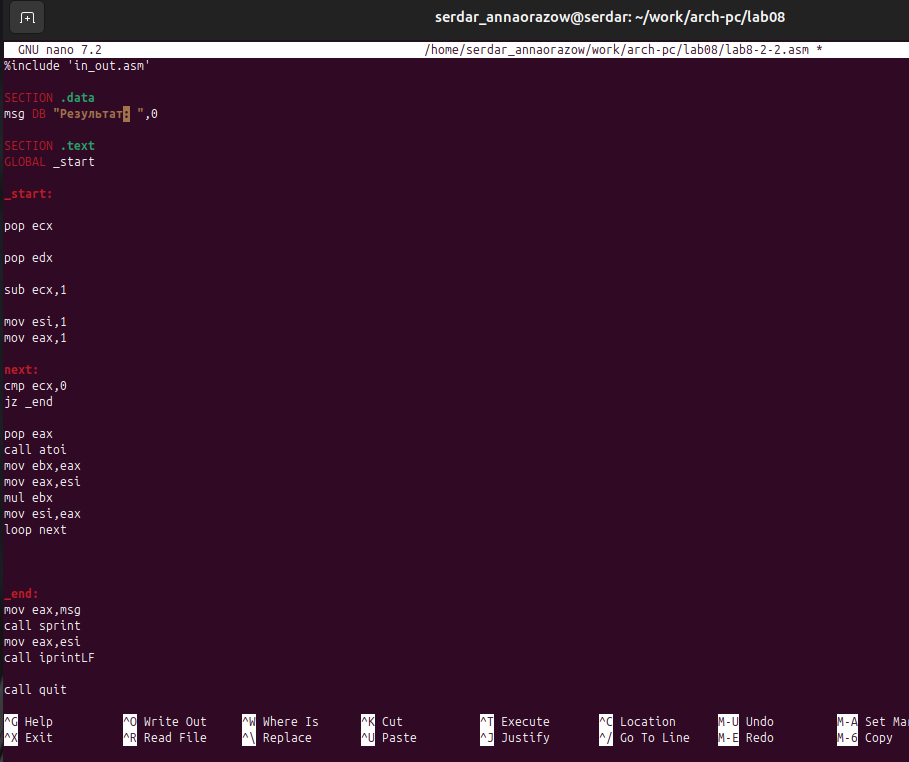 serdar_annaorazow@serdar: ~/work/arch-pc/lab08
GNU nano 7.2 /home/serdar_annaorazow/work/arch-pc/lab08/lab8-2-2.asm *
%include 'in_out.asm'
SECTION .data
msg DB "Результат: ",0
SECTION .text
GLOBAL _start
_start:
pop ecx
pop edx
sub ecx,1
mov esi,1
mov eax,1
next:
cmp ecx,0
jz _end
pop eax
call atoi
mov ebx,eax
mov eax,esi
mul ebx
mov esi,eax
loop next
_end:
mov eax,msg
call sprint
mov eax,esi
call iprintLF
call quit
^G Help ^O Write Out ^W Where Is ^K Cut ^T Execute ^C Location M-U Undo M-A Set Mar
^X Exit ^R Read File ^\ Replace ^U Paste ^J Justify ^/ Go To Line M-E Redo M-6 Copy